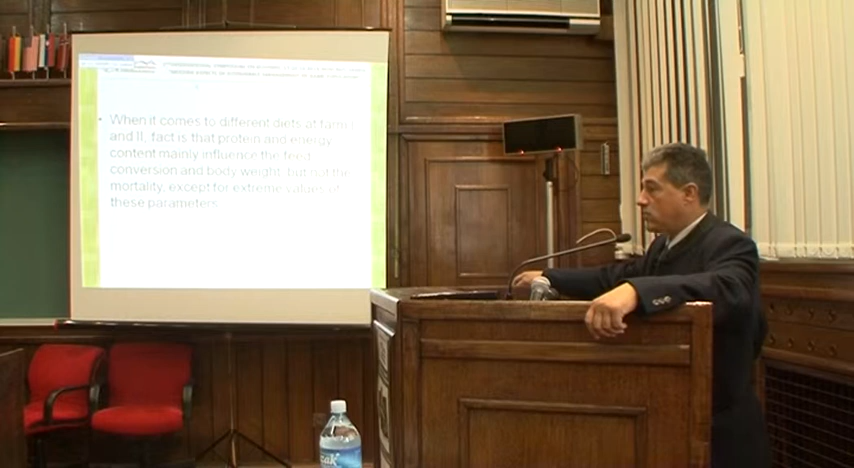 When it comes to different diets at farm I
and II, fact is that protein and energy
content mainly influence the feed
conversion and body weight, but not the
mortality, except for extreme values of
these parameters
zak